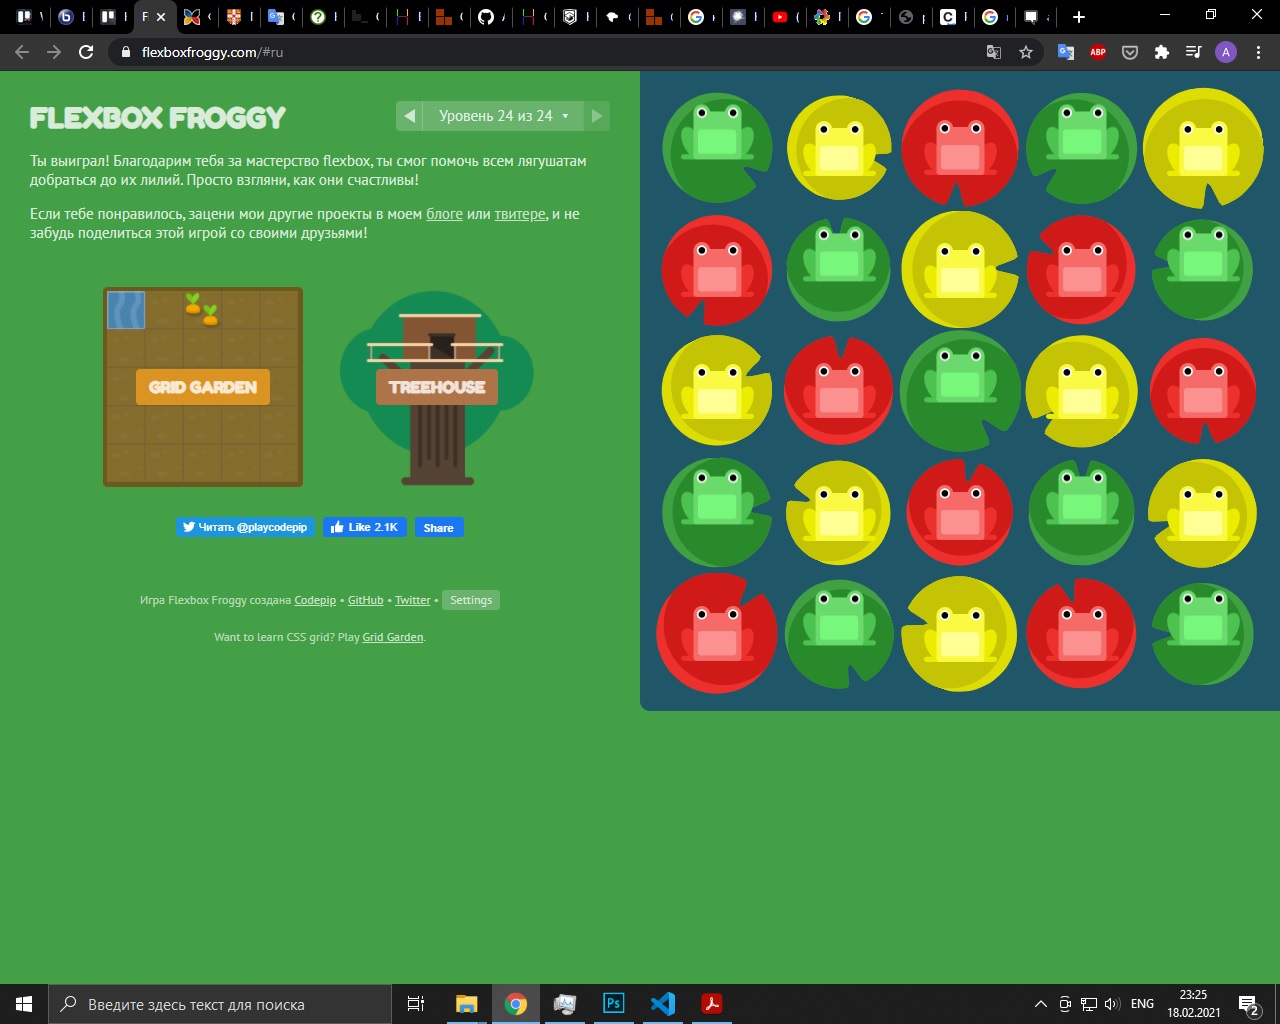 flexboxfroggy.com/#ru
ABP
A
FLEXBOX FROGGY
Уровень 24 из 24
Ты выиграл! Благодарим тебя за мастерство flexbox, ты смог помочь всем лягушатам
добраться до их лилий. Просто взгляни, как они счастливы!
Если тебе понравилось, зацени мои другие проекты в моем блоге или твитере, и не
забудь поделиться этой игрой со своими друзьями!
GRID GARDEN
TREEHOUSE
Читать @playcodepip
Like 2.1K
Share
Игра Flexbox Froggy создана Codepip • GitHub • Twitter • Settings
Want to learn CSS grid? Play Grid Garden.
Введите здесь текст для поиска
Ps
ENG
23:25
18.02.2021
2